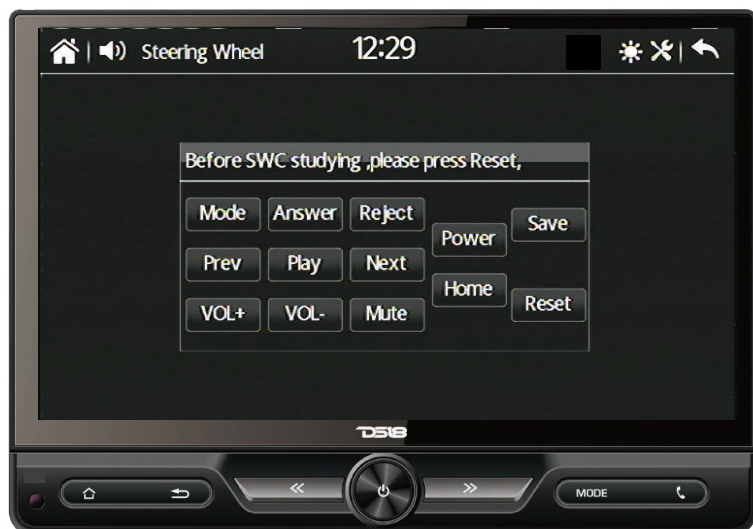 Steering Wheel 12:29
Before SWC studying ,please press Reset,
Mode Answer Reject Power Save
Prev Play Next Home Reset
VOL+ VOL- Mute
DS18
MODE